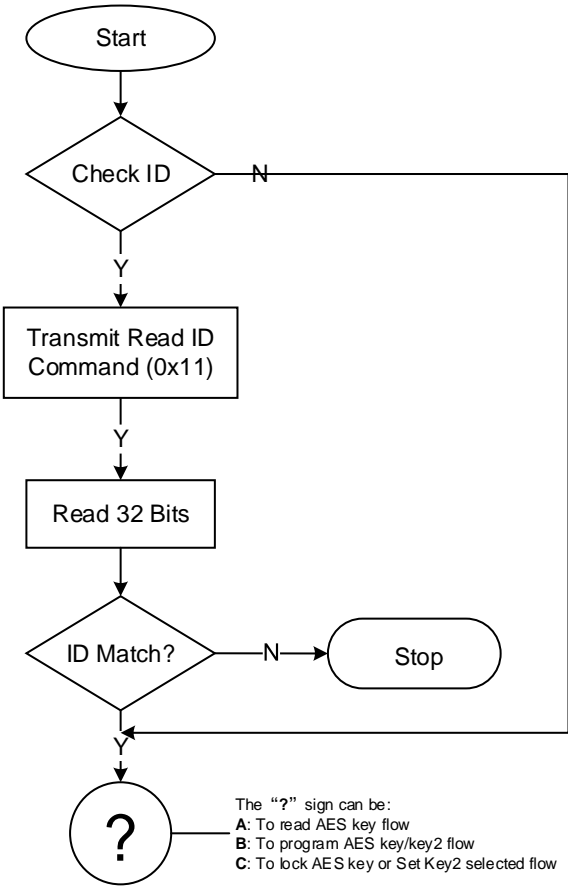 Start
Check ID
N
Y
Transmit Read ID
Command (0x11)
Y
Read 32 Bits
ID Match?
N
Stop
Y
?
The “?” sign can be:
A: To read AES key flow
B: To program AES key/key2 flow
C: To lock AES key or Set Key2 selected flow